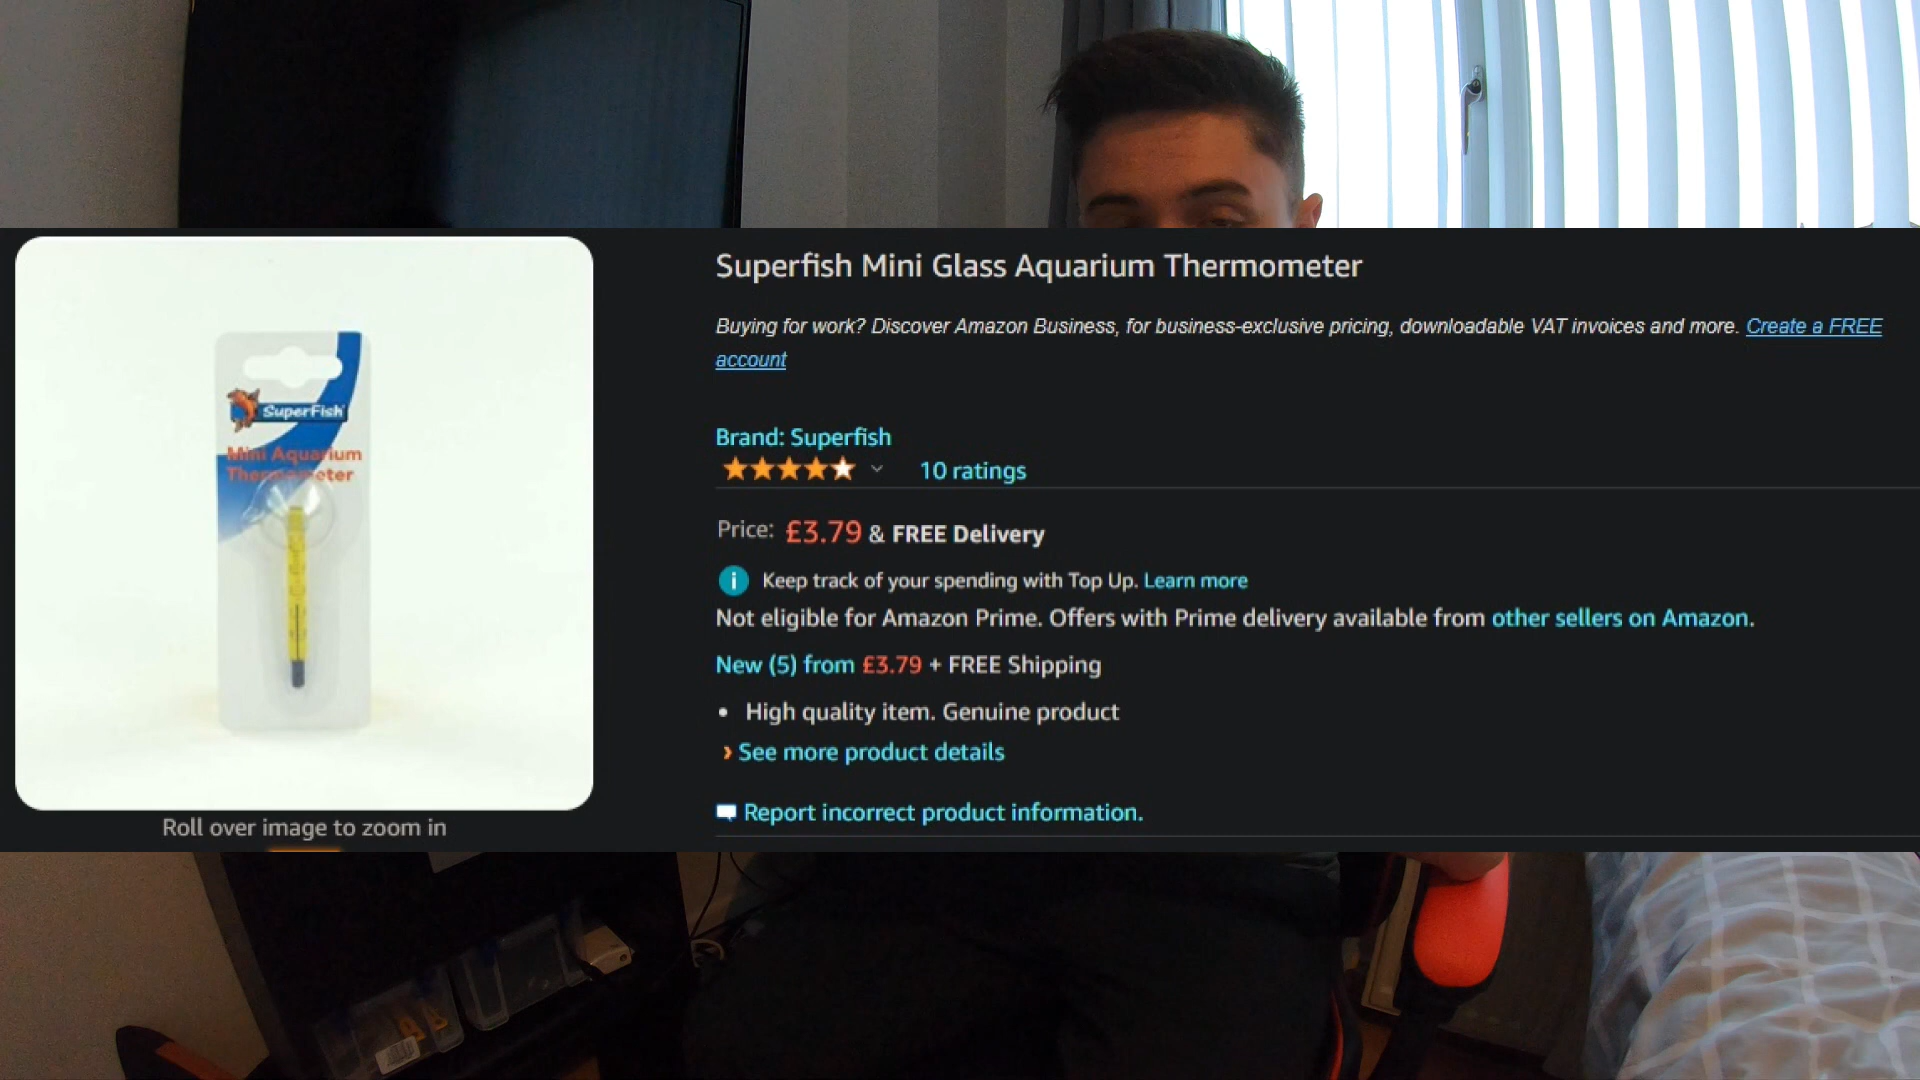 Superfish Mini Glass Aquarium Thermometer
Buying for work? Discover Amazon Business, for business-exclusive pricing, downloadable VAT invoices and more. Create a FREE
account
SuperFish
Mini Aquarium
Thermometer
Brand: Superfish
10 ratings
Price: £3.79 & FREE Delivery
i Keep track of your spending with Top Up. Learn more
Not eligible for Amazon Prime. Offers with Prime delivery available from other sellers on Amazon.
New (5) from £3.79 + FREE Shipping
• High quality item. Genuine product
› See more product details
Report incorrect product information.
Roll over image to zoom in